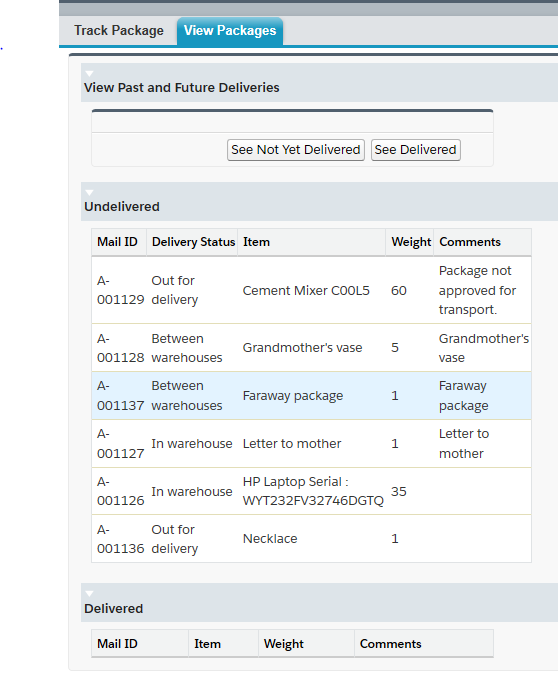 Track Package View Packages
View Past and Future Deliveries
See Not Yet Delivered See Delivered
Undelivered
Mail ID Delivery Status Item Weight Comments
A-001129 Out for delivery Cement Mixer C00L5 60 Package not approved for transport.
A-001128 Between warehouses Grandmother's vase 5 Grandmother's vase
A-001137 Between warehouses Faraway package 1 Faraway package
A-001127 In warehouse Letter to mother 1 Letter to mother
A-001126 In warehouse HP Laptop Serial : WYT232FV32746DGTQ 35
A-001136 Out for delivery Necklace 1
Delivered
Mail ID Item Weight Comments